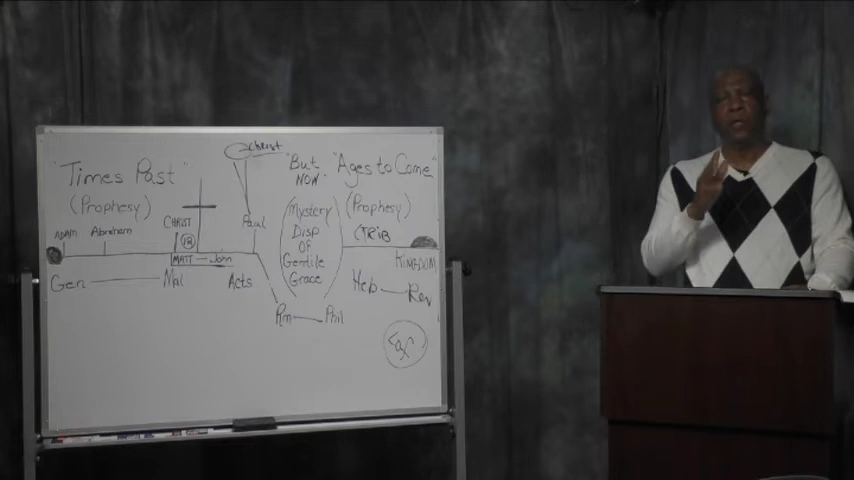 "Times Past"
(Prophesy)
ADAM
Abraham
CHRIST
12
MATT — John
Gen — Mal
Acts
Christ
Paul
"But
NOW"
(Mystery
Disp
OF
Gentile
Grace)
Rm — Phil
"Ages to Come"
(Prophesy)
TRIB
KINGDOM
Heb — Rev